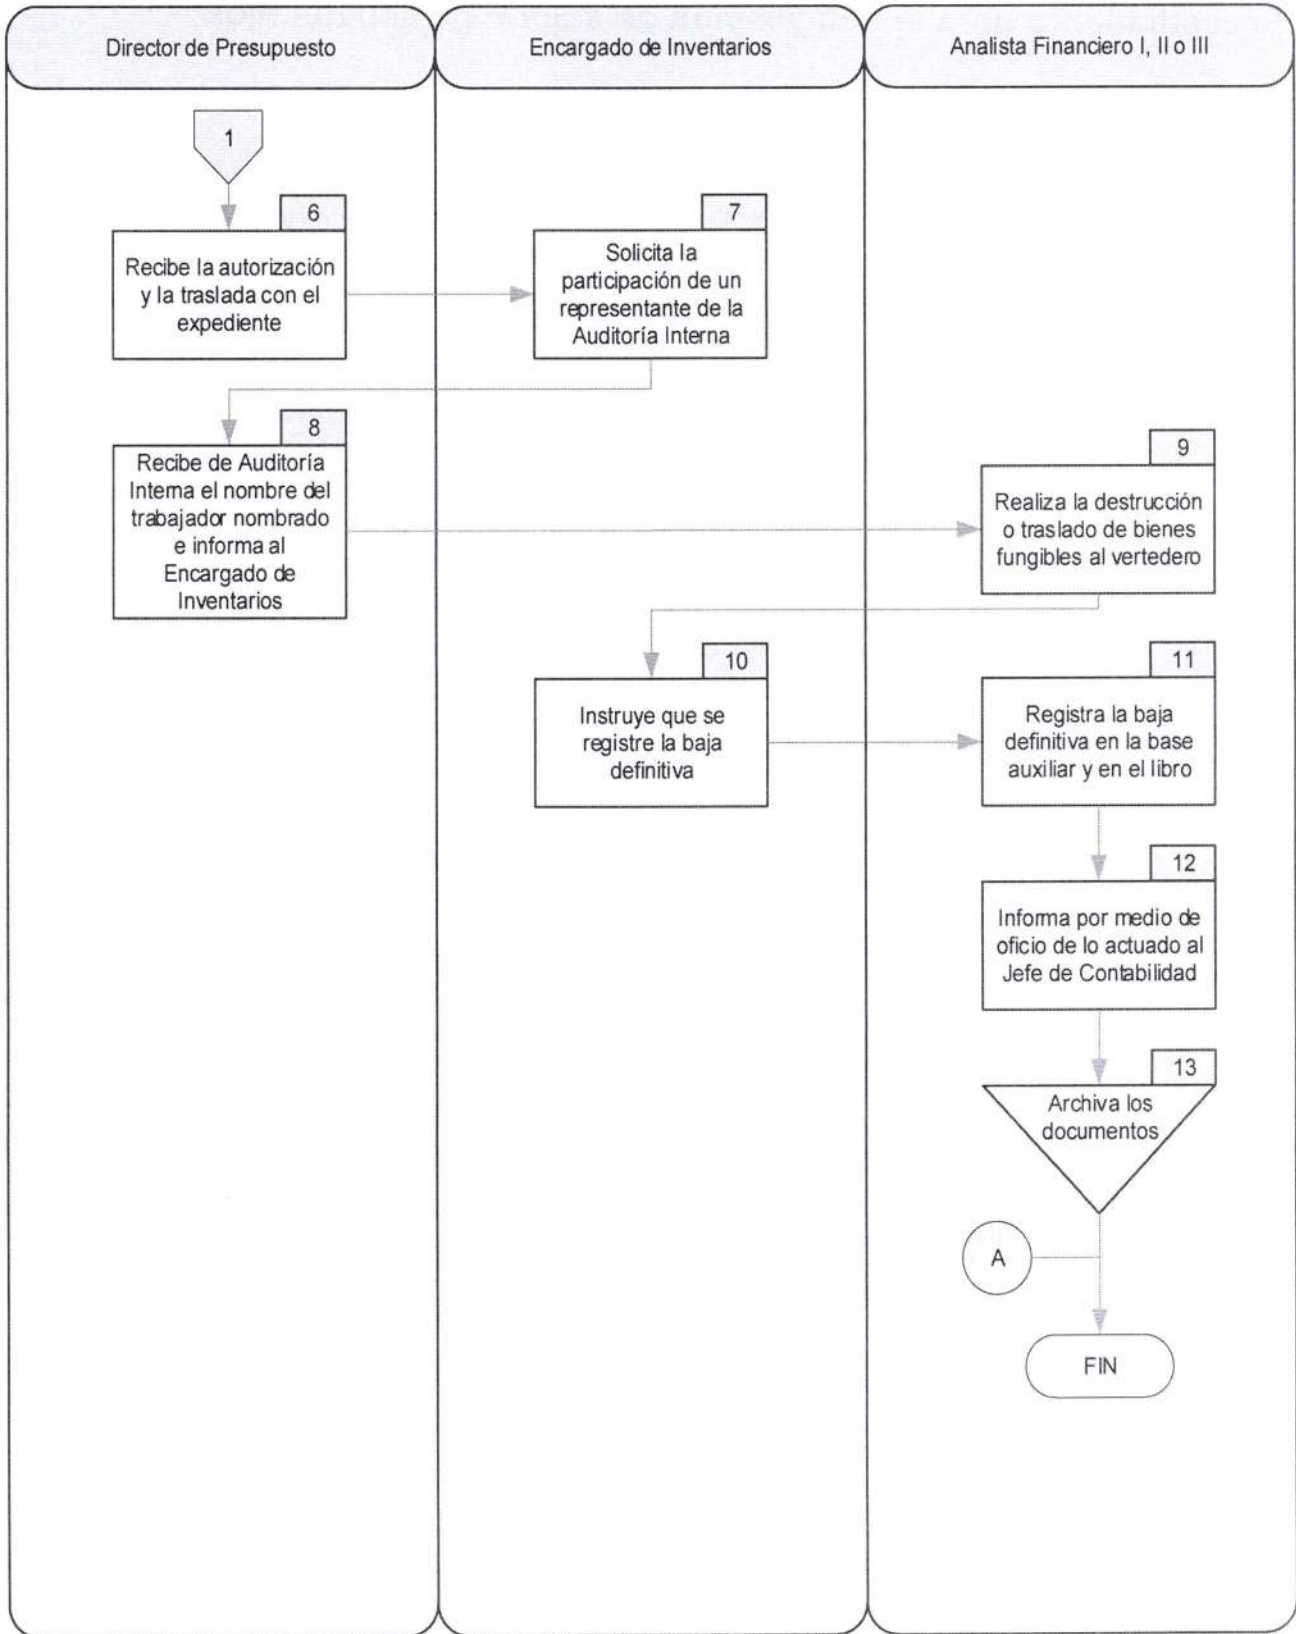 Director de Presupuesto
Encargado de Inventarios
Analista Financiero I, II o III
1
6
Recibe la autorización
y la traslada con el
expediente
7
Solicita la
participación de un
representante de la
Auditoría Interna
8
Recibe de Auditoría
Interna el nombre del
trabajador nombrado
e informa al
Encargado de
Inventarios
9
Realiza la destrucción
o traslado de bienes
fungibles al vertedero
10
Instruye que se
registre la baja
definitiva
11
Registra la baja
definitiva en la base
auxiliar y en el libro
12
Informa por medio de
oficio de lo actuado al
Jefe de Contabilidad
13
Archiva los
documentos
A
FIN